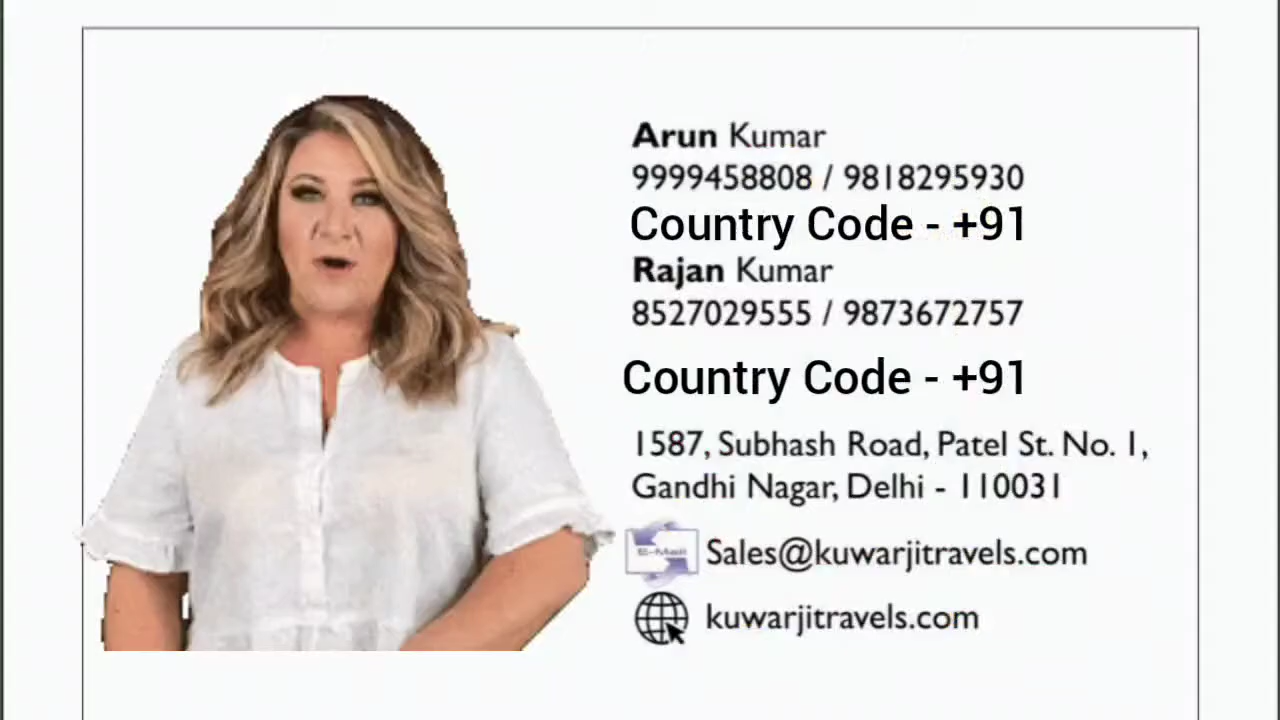 Arun Kumar
9999458808 / 9818295930
Country Code - +91
Rajan Kumar
8527029555 / 9873672757
Country Code - +91
1587, Subhash Road, Patel St. No. 1,
Gandhi Nagar, Delhi - 110031
E-Mail
Sales@kuwarjitravels.com
kuwarjitravels.com